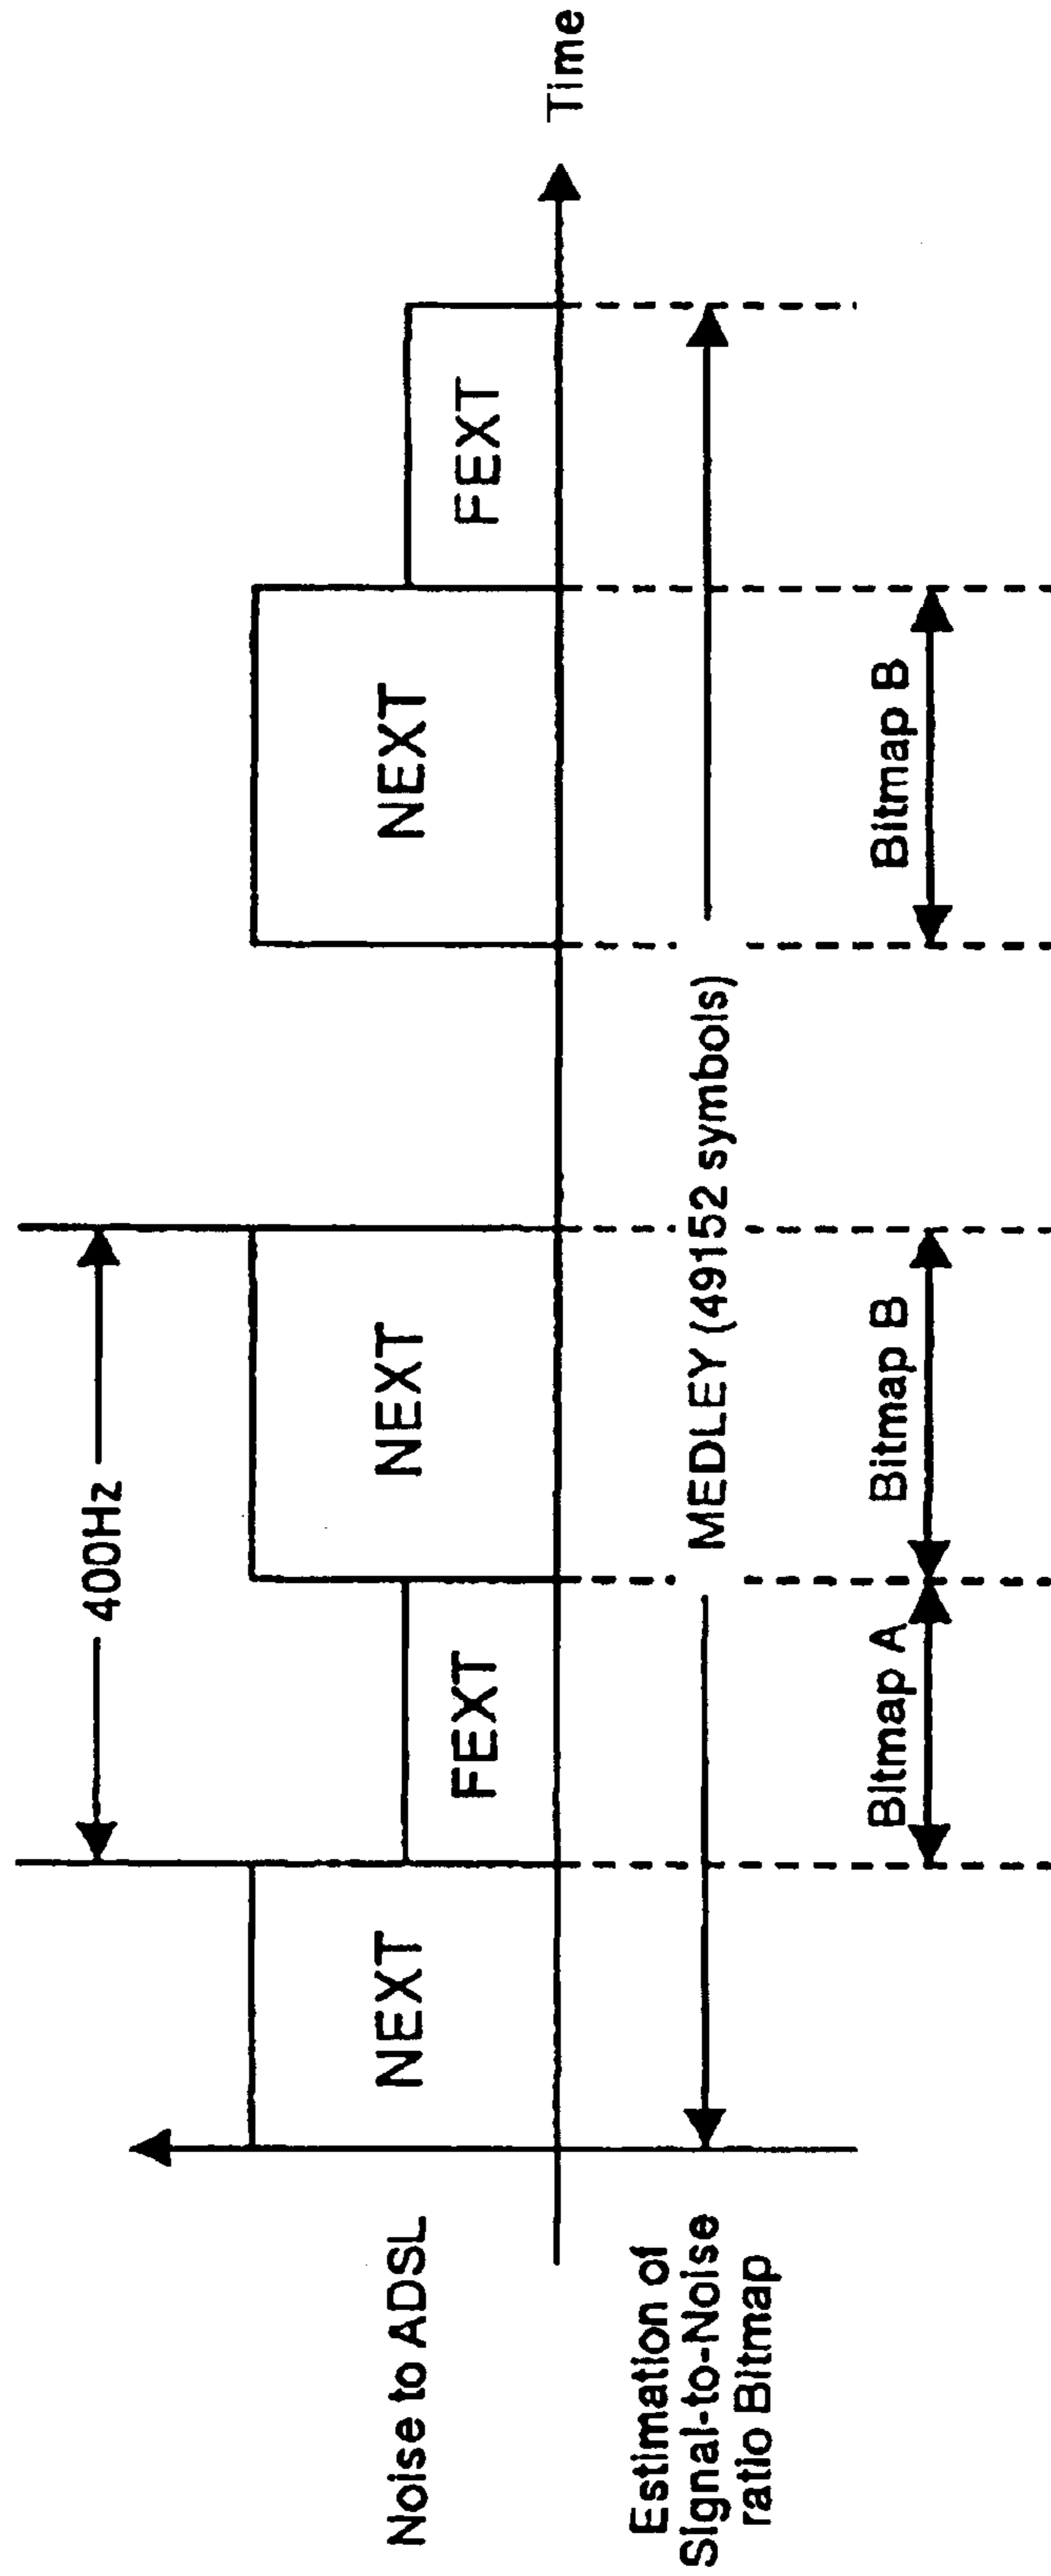 400Hz
Noise to ADSL
NEXT
FEXT
NEXT
NEXT
FEXT
Time
Estimation of
Signal-to-Noise
ratio Bitmap
MEDLEY (49152 symbols)
Bitmap A
Bitmap B
Bitmap B